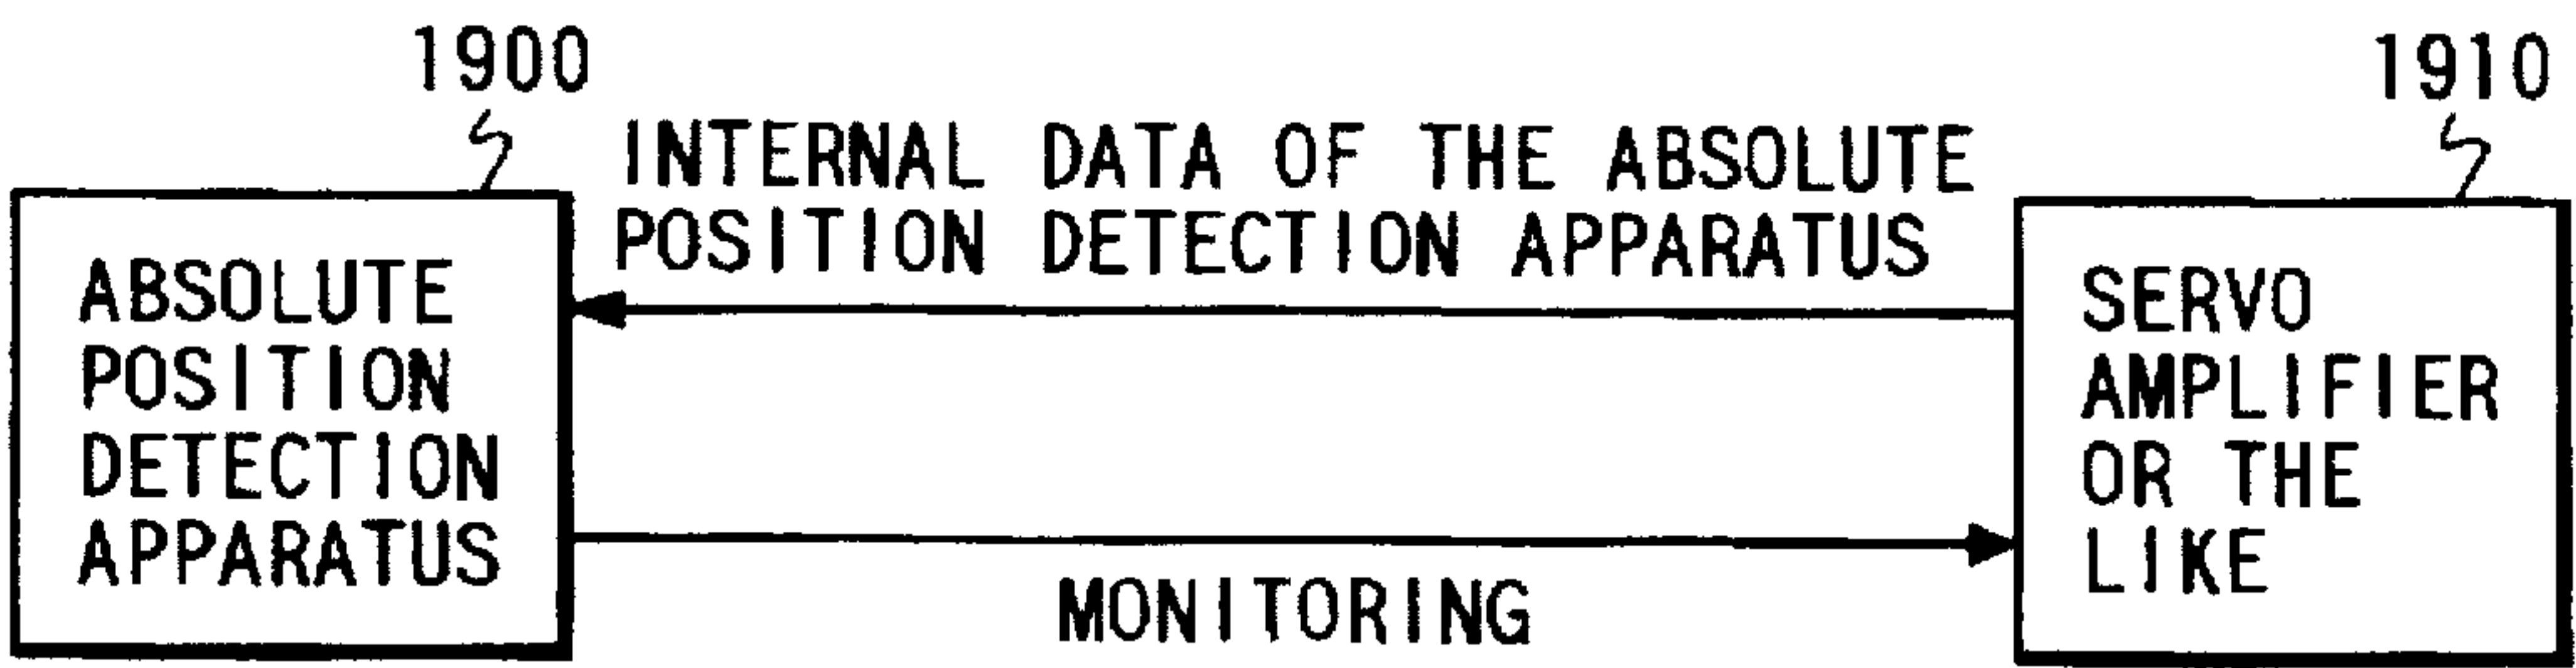 1900
1910
INTERNAL DATA OF THE ABSOLUTE
POSITION DETECTION APPARATUS
ABSOLUTE
POSITION
DETECTION
APPARATUS
SERVO
AMPLIFIER
OR THE
LIKE
MONITORING